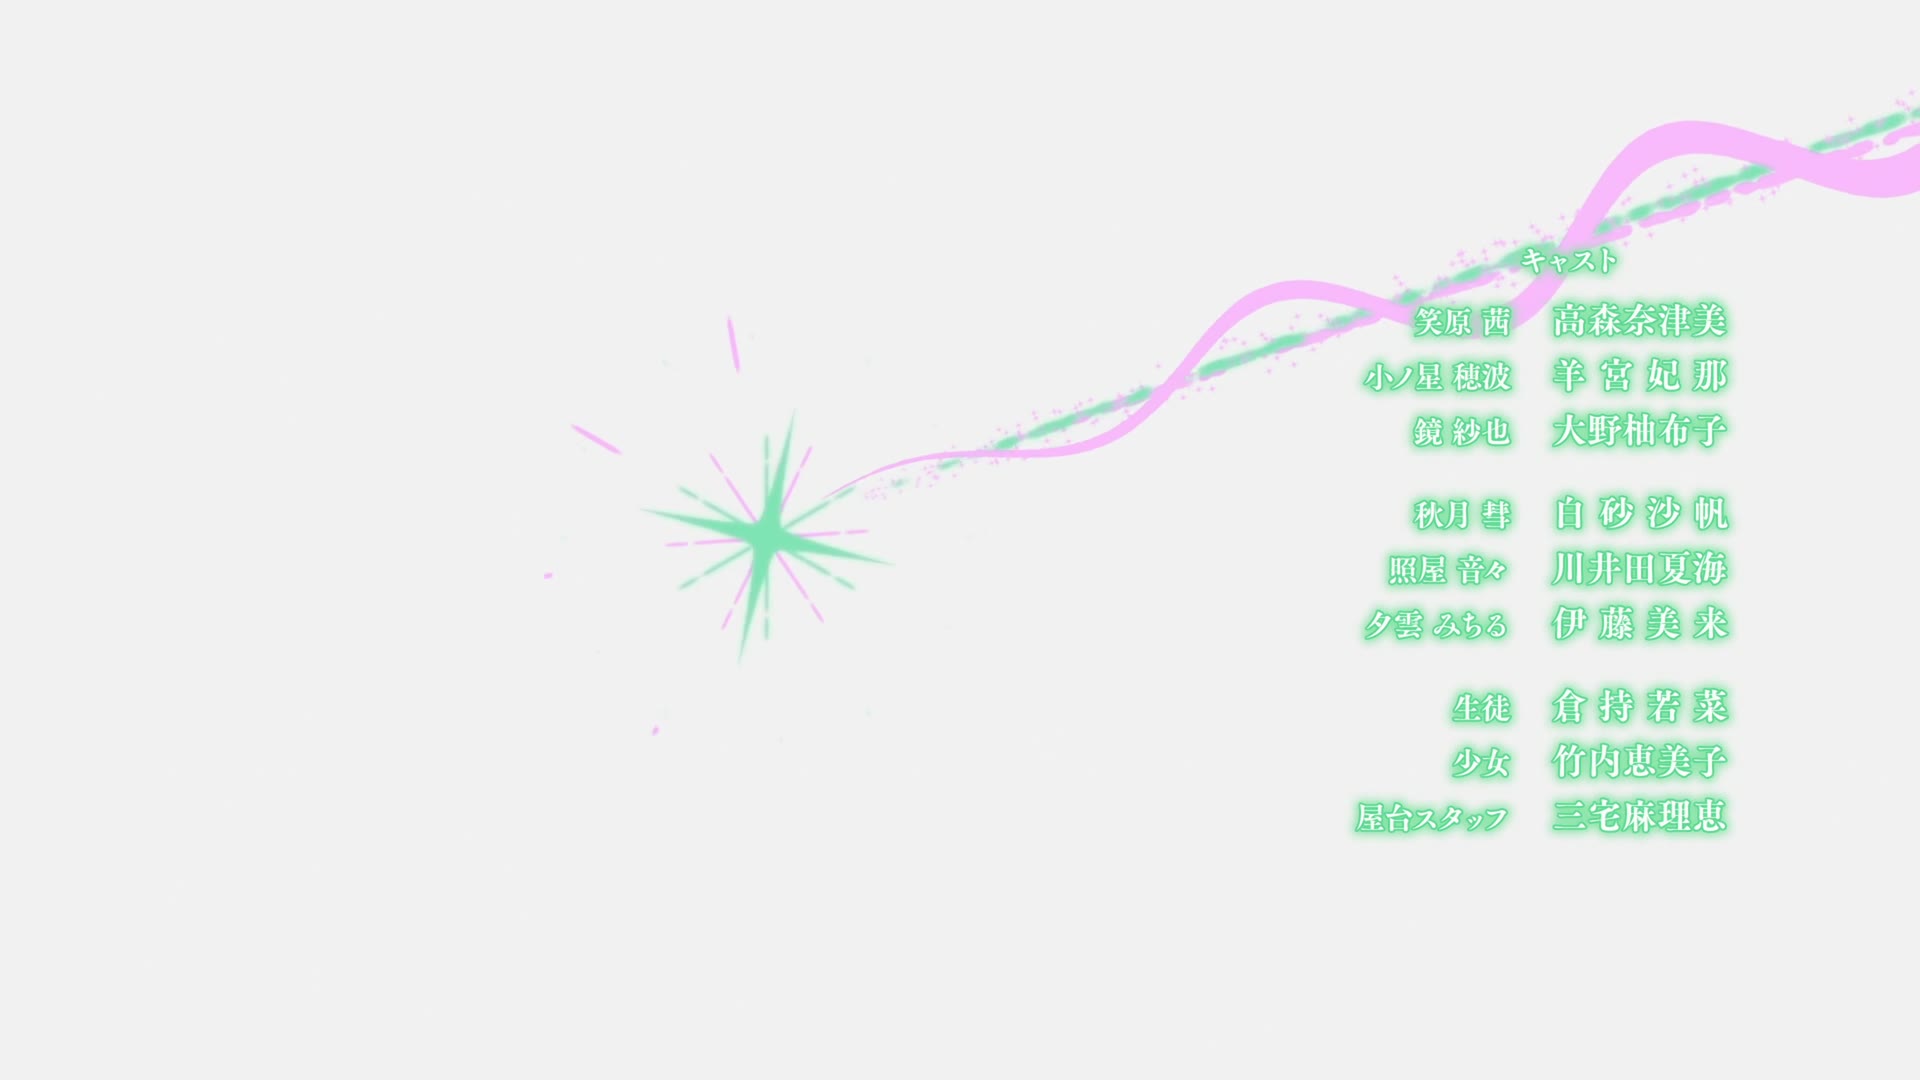 キャスト
笑原 茜 高森奈津美
小ノ星 穂波 羊宮妃那
鏡 紗也 大野柚布子
秋月 彗 白砂沙帆
照屋 音々 川井田夏海
夕雲 みちる 伊藤美来
生徒 倉持若菜
少女 竹内恵美子
屋台スタッフ 三宅麻理恵